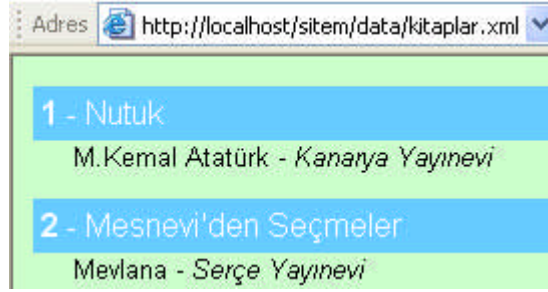 Adres http://localhost/sitem/data/kitaplar.xml
1 - Nutuk
M.Kemal Atatürk - Kanarya Yayınevi
2 - Mesnevi'den Seçmeler
Mevlana - Serçe Yayınevi